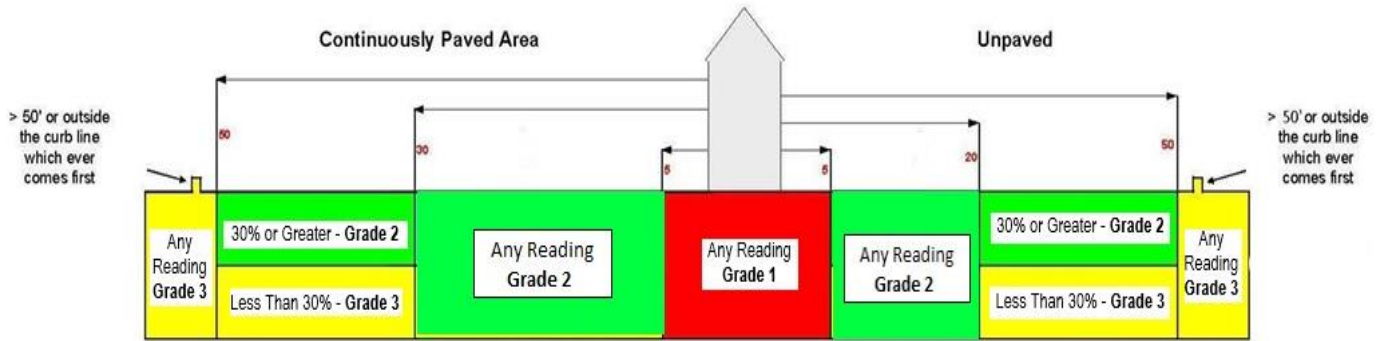 Continuously Paved Area
Unpaved
> 50' or outside
the curb line
which ever
comes first
50
30
5
5
20
50
> 50' or outside
the curb line
which ever
comes first
Any
Reading
Grade 3
30% or Greater - Grade 2
Less Than 30% - Grade 3
Any Reading
Grade 2
Any Reading
Grade 1
Any Reading
Grade 2
30% or Greater - Grade 2
Less Than 30% - Grade 3
Any
Reading
Grade 3